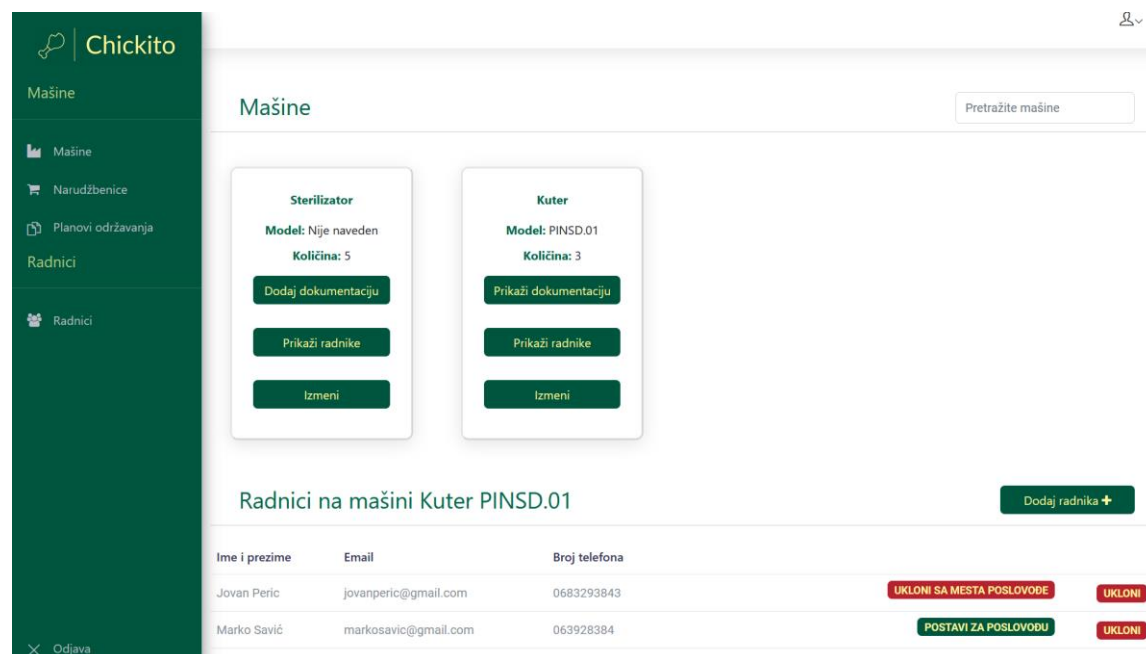 Chickito
Mašine
Mašine
Narudžbenice
Planovi održavanja
Radnici
Radnici
Odjava
Mašine
Pretražite mašine
Sterilizator
Model: Nije naveden
Količina: 5
Dodaj dokumentaciju
Prikaži radnike
Izmeni
Kuter
Model: PINSD.01
Količina: 3
Prikaži dokumentaciju
Prikaži radnike
Izmeni
Radnici na mašini Kuter PINSD.01
Dodaj radnika
Ime i prezime Email Broj telefona
Jovan Peric jovanperic@gmail.com 0683293843 UKLONI SA MESTA POSLOVOĐE UKLONI
Marko Savić markosavic@gmail.com 063928384 POSTAVI ZA POSLOVOĐU UKLONI